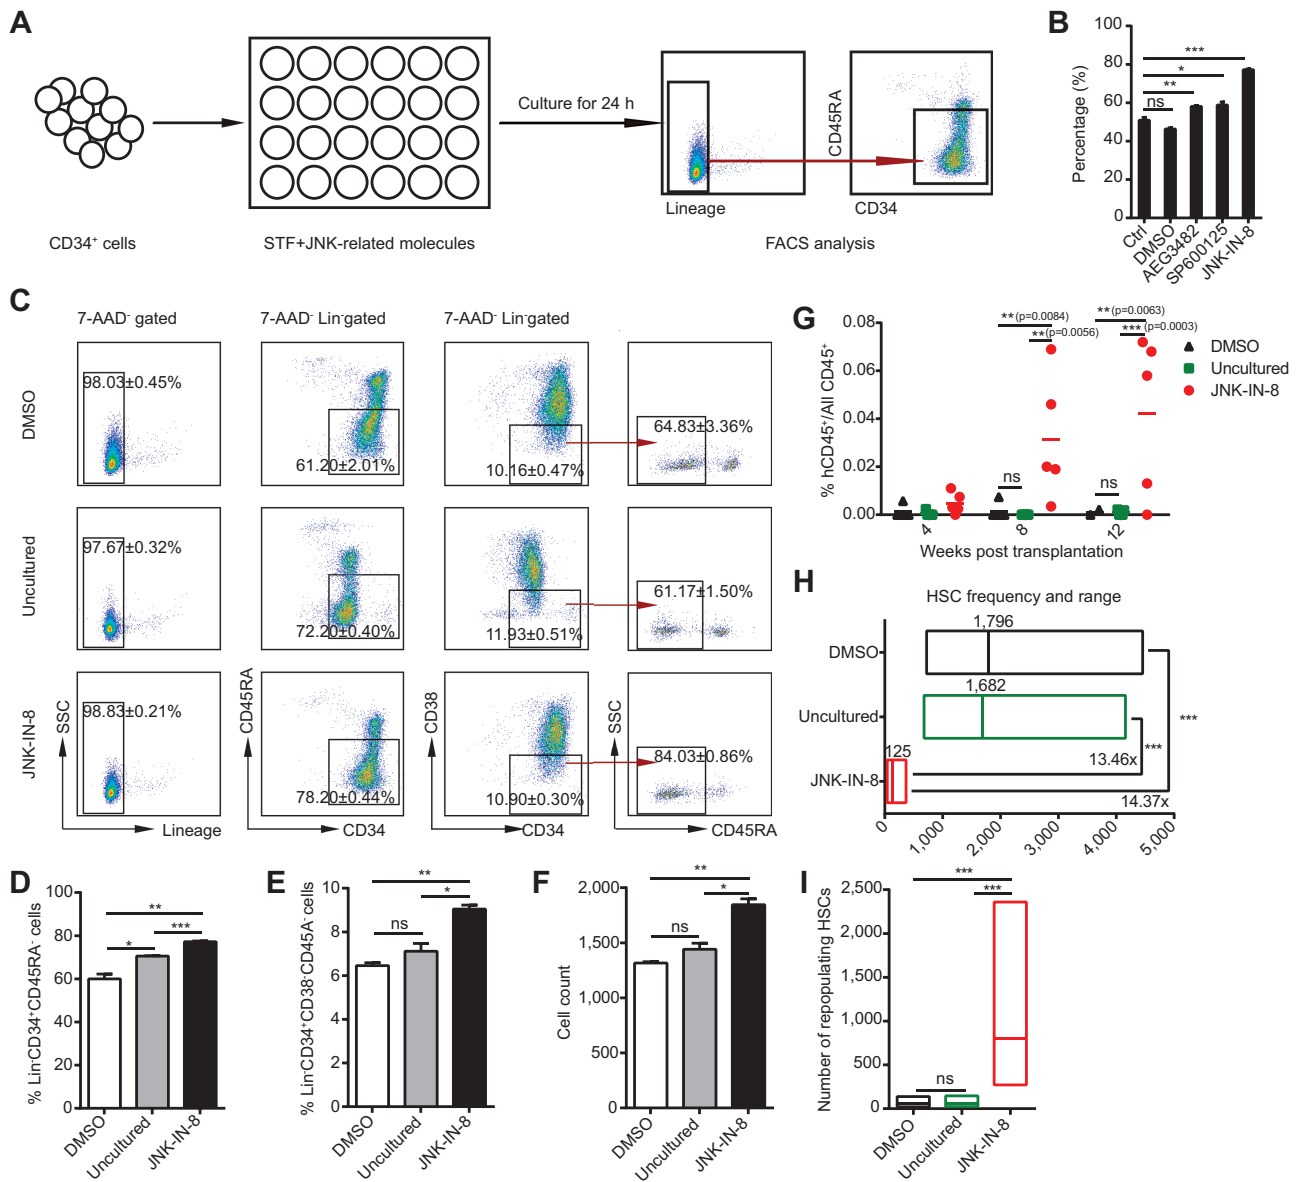 A
CD34⁺ cells
STF+JNK-related molecules
Culture for 24 h
Lineage
CD45RA
CD34
FACS analysis
B
Percentage (%)
100
80
60
40
20
0
ns
**
*
***
Ctrl
DMSO
AEG3482
SP600125
JNK-IN-8
C
7-AAD⁻ gated
7-AAD⁻ Lin⁻gated
7-AAD⁻ Lin⁻gated
DMSO
98.03±0.45%
61.20±2.01%
10.16±0.47%
64.83±3.36%
Uncultured
97.67±0.32%
72.20±0.40%
11.93±0.51%
61.17±1.50%
JNK-IN-8
98.83±0.21%
78.20±0.44%
10.90±0.30%
84.03±0.86%
SSC
Lineage
CD45RA
CD34
CD38
CD34
SSC
CD45RA
D
% Lin⁻CD34⁺CD45RA⁻ cells
100
80
60
40
20
0
**
*
***
DMSO
Uncultured
JNK-IN-8
E
% Lin⁻CD34⁺CD38⁻CD45A⁻ cells
10
8
6
4
2
0
**
ns
*
DMSO
Uncultured
JNK-IN-8
F
Cell count
2,000
1,500
1,000
500
0
**
ns
*
DMSO
Uncultured
JNK-IN-8
G
% hCD45⁺/All CD45⁺
0.08
0.06
0.04
0.02
0.00
**(p=0.0084)
**(p=0.0056)
ns
**(p=0.0063)
***(p=0.0003)
ns
4
8
12
Weeks post transplantation
DMSO
Uncultured
JNK-IN-8
H
HSC frequency and range
DMSO
1,796
Uncultured
1,682
JNK-IN-8
125
***
***
13.46x
14.37x
0
1,000
2,000
3,000
4,000
5,000
I
Number of repopulating HSCs
2,500
2,000
1,500
1,000
500
0
***
***
ns
DMSO
Uncultured
JNK-IN-8